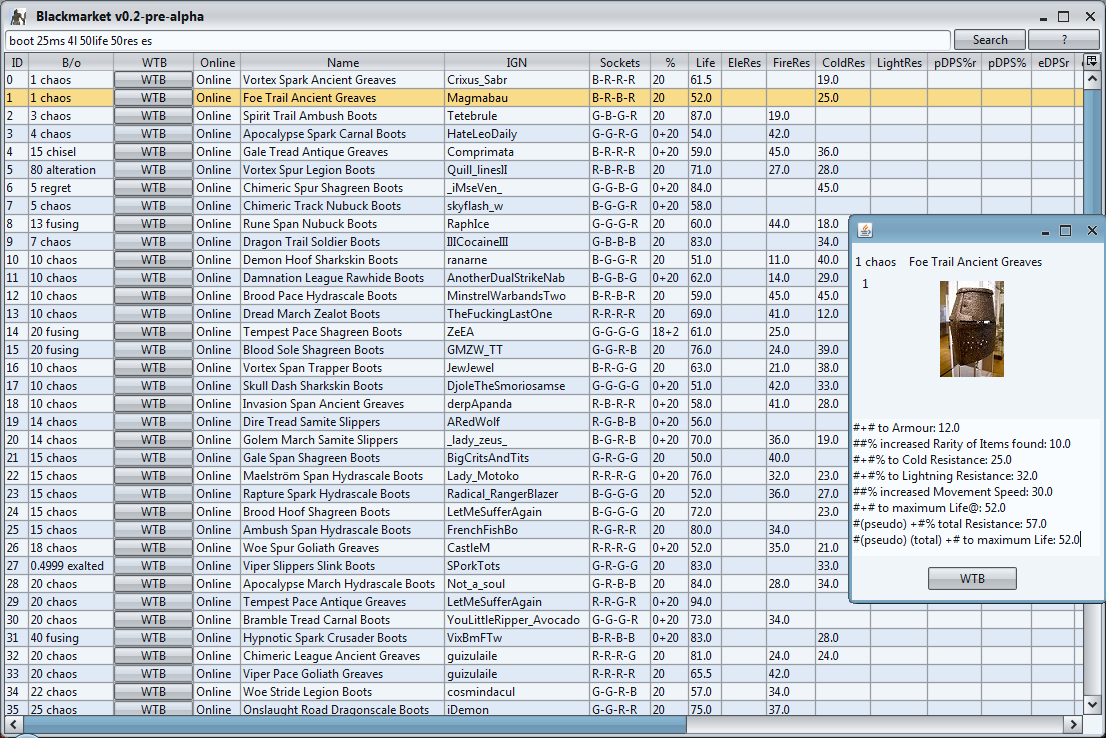 Blackmarket v0.2-pre-alpha
boot 25ms 4l 50life 50res es
Search ?
ID B/o WTB Online Name IGN Sockets % Life EleRes FireRes ColdRes LightRes pDPS%r pDPS% eDPSr
0 1 chaos WTB Online Vortex Spark Ancient Greaves Crixus_Sabr B-R-R-R 20 61.5 19.0
1 1 chaos WTB Online Foe Trail Ancient Greaves Magmabau B-R-B-R 20 52.0 25.0
2 3 chaos WTB Online Spirit Trail Ambush Boots Tetebrule G-B-G-R 20 87.0 19.0
3 4 chaos WTB Online Apocalypse Spark Carnal Boots HateLeoDaily G-G-R-G 0+20 54.0 42.0
4 15 chisel WTB Online Gale Tread Antique Greaves Comprimata B-R-R-R 0+20 59.0 45.0 36.0
5 80 alteration WTB Online Vortex Spur Legion Boots Quill_linesII R-B-R-B 20 71.0 27.0 28.0
6 5 regret WTB Online Chimeric Spur Shagreen Boots _iMseVen_ G-G-B-G 0+20 84.0 45.0
7 5 chaos WTB Online Chimeric Track Nubuck Boots skyflash_w B-G-G-G 0+20 58.0
8 13 fusing WTB Online Rune Span Nubuck Boots RaphIce G-G-G-R 20 60.0 44.0 18.0
9 7 chaos WTB Online Dragon Trail Soldier Boots IIICocaineIII G-B-B-B 20 83.0 34.0
10 10 chaos WTB Online Demon Hoof Sharkskin Boots ranarne B-G-G-R 20 51.0 11.0 40.0
11 10 chaos WTB Online Damnation League Rawhide Boots AnotherDualStrikeNab B-G-B-G 0+20 62.0 14.0 29.0
12 10 chaos WTB Online Brood Pace Hydrascale Boots MinstrelWarbandsTwo B-R-R-B 20 59.0 45.0 45.0
13 10 chaos WTB Online Dread March Zealot Boots TheFuckingLastOne R-R-R-B 20 69.0 41.0 12.0
14 20 fusing WTB Online Tempest Pace Shagreen Boots ZeEA G-G-G-G 18+2 61.0 25.0
15 20 fusing WTB Online Blood Sole Shagreen Boots GMZW_TT G-G-R-B 20 76.0 24.0 39.0
16 10 chaos WTB Online Vortex Span Trapper Boots JewJewel B-R-G-G 20 63.0 21.0 38.0
17 10 chaos WTB Online Skull Dash Sharkskin Boots DjoleTheSmoriosamse G-G-G-G 0+20 51.0 42.0 33.0
18 10 chaos WTB Online Invasion Span Ancient Greaves derpApanda R-B-R-R 0+20 58.0 41.0 28.0
19 14 chaos WTB Online Dire Tread Samite Slippers ARedWolf R-G-B-B 0+20 56.0
20 14 chaos WTB Online Golem March Samite Slippers _lady_zeus_ B-G-R-B 0+20 70.0 36.0 19.0
21 15 chaos WTB Online Gale Span Shagreen Boots BigCritsAndTits G-R-G-G 20 50.0 40.0
22 15 chaos WTB Online Maelström Span Hydrascale Boots Lady_Motoko R-R-R-G 0+20 76.0 32.0 23.0
23 15 chaos WTB Online Rapture Spark Hydrascale Boots Radical_RangerBlazer B-G-G-G 20 52.0 36.0 27.0
24 15 chaos WTB Online Brood Hoof Shagreen Boots LetMeSufferAgain B-G-G-G 20 72.0 23.0
25 15 chaos WTB Online Ambush Span Hydrascale Boots FrenchFishBo R-G-R-R 20 80.0 34.0
26 18 chaos WTB Online Woe Spur Goliath Greaves CastleM R-R-R-G 0+20 52.0 35.0 21.0
27 0.4999 exalted WTB Online Viper Slippers Slink Boots SPorkTots G-G-R-G 0+20 83.0 33.0
28 20 chaos WTB Online Apocalypse March Hydrascale Boots Not_a_soul G-R-B-B 20 84.0 28.0 34.0
29 20 chaos WTB Online Tempest Pace Antique Greaves LetMeSufferAgain R-R-G-R 0+20 94.0
30 20 chaos WTB Online Bramble Tread Carnal Boots YouLittleRipper_Avocado G-G-G-R 0+20 73.0 34.0
31 40 fusing WTB Online Hypnotic Spark Crusader Boots VixBmFTw B-R-B-B 0+20 83.0 28.0
32 20 chaos WTB Online Chimeric League Ancient Greaves guizulaile R-R-R-G 20 81.0 24.0 24.0
33 20 chaos WTB Online Viper Pace Goliath Greaves guizulaile R-R-R-R 20 65.5 42.0
34 22 chaos WTB Online Woe Stride Legion Boots cosmindacul G-G-R-B 20 57.0 34.0
35 25 chaos WTB Online Onslaught Road Dragonscale Boots iDemon G-G-R-R 20 75.0 37.0
1 chaos Foe Trail Ancient Greaves
1
#+# to Armour: 12.0
##% increased Rarity of Items found: 10.0
#+#% to Cold Resistance: 25.0
#+#% to Lightning Resistance: 32.0
##% increased Movement Speed: 30.0
#+# to maximum Life@: 52.0
#(pseudo) +#% total Resistance: 57.0
#(pseudo) (total) +# to maximum Life: 52.0
WTB